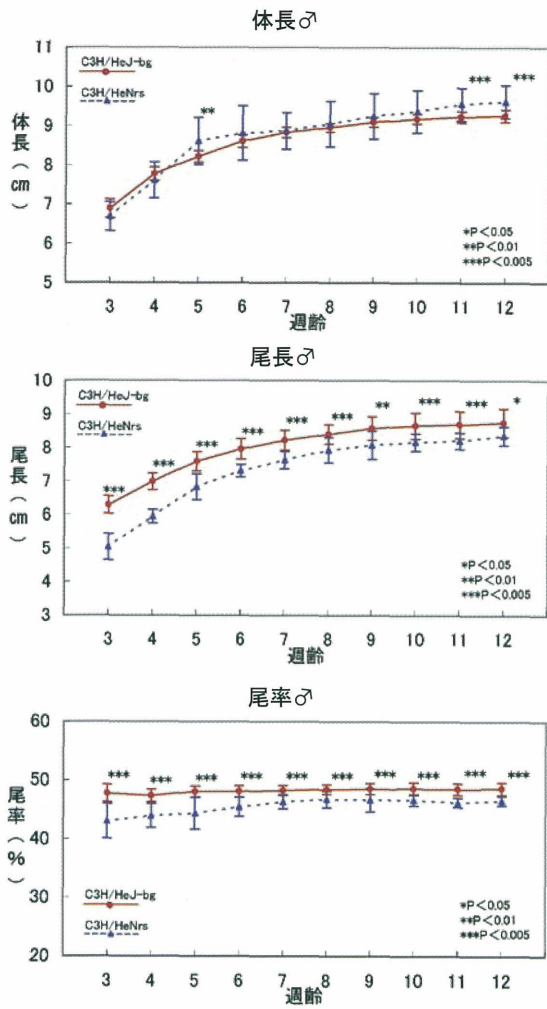 体長♂
11
10
9
8
7
6
5
体長(cm)
C3H/HeJ-bg
C3H/HeNrs
**
***
***
*P<0.05
**P<0.01
***P<0.005
3 4 5 6 7 8 9 10 11 12
週齢
尾長♂
10
9
8
7
6
5
4
3
尾長(cm)
C3H/HeJ-bg
C3H/HeNrs
*** *** *** *** *** *** ** *** *** *
*P<0.05
**P<0.01
***P<0.005
3 4 5 6 7 8 9 10 11 12
週齢
尾率♂
60
50
40
30
20
尾率(%)
*** *** *** *** *** *** *** *** *** ***
C3H/HeJ-bg
C3H/HeNrs
*P<0.05
**P<0.01
***P<0.005
3 4 5 6 7 8 9 10 11 12
週齢